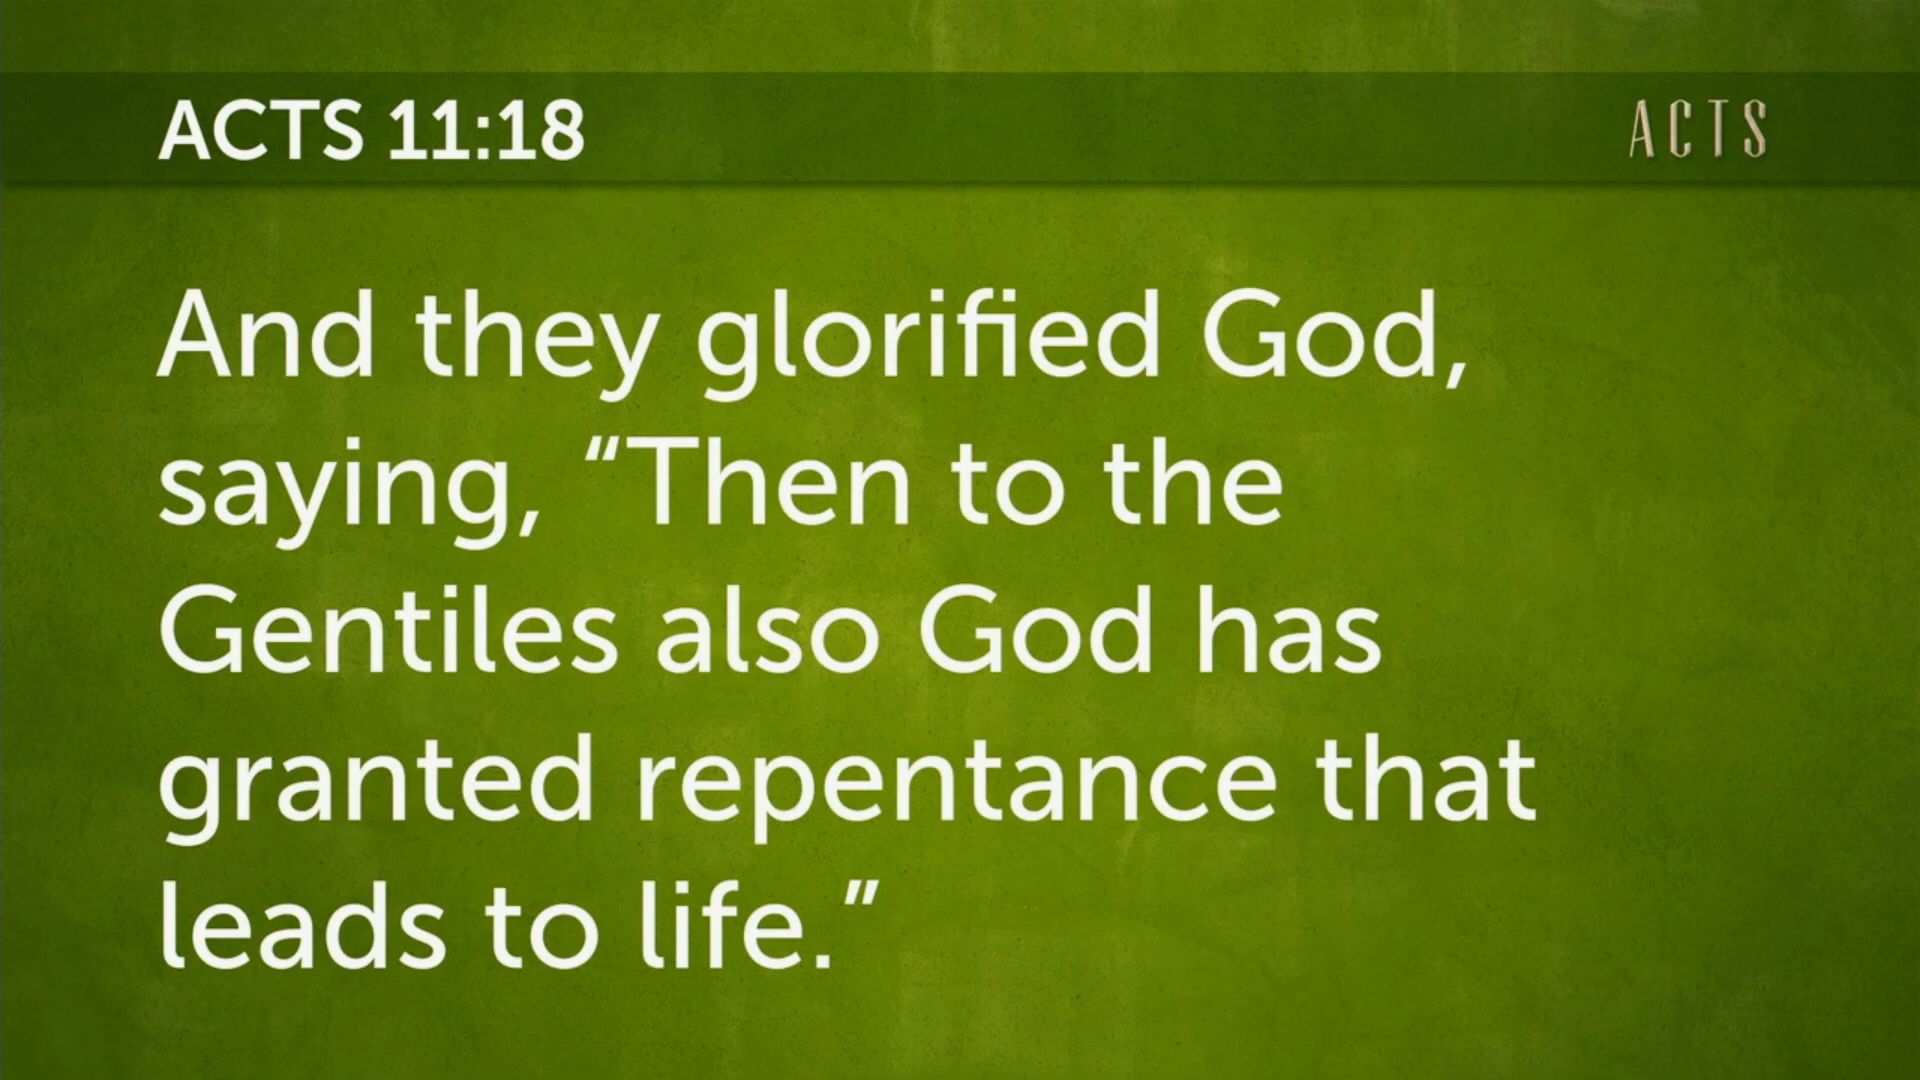 ACTS 11:18
ACTS
And they glorified God,
saying, “Then to the
Gentiles also God has
granted repentance that
leads to life.”